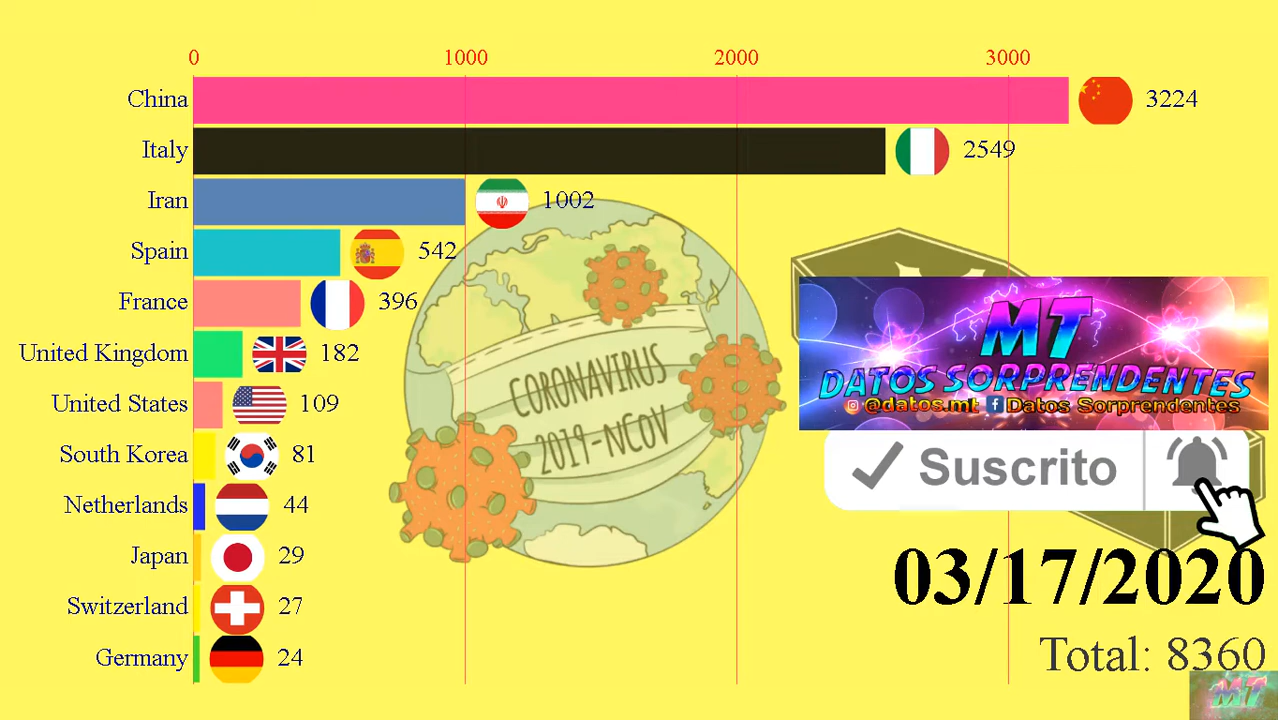 0 1000 2000 3000
China 3224
Italy 2549
Iran 1002
Spain 542
France 396
United Kingdom 182
United States 109
South Korea 81
Netherlands 44
Japan 29
Switzerland 27
Germany 24
CORONAVIRUS
2019-NCOV
MT
DATOS SORPRENDENTES
@datos.mt Datos Sorprendentes
Suscrito
03/17/2020
Total: 8360
MT